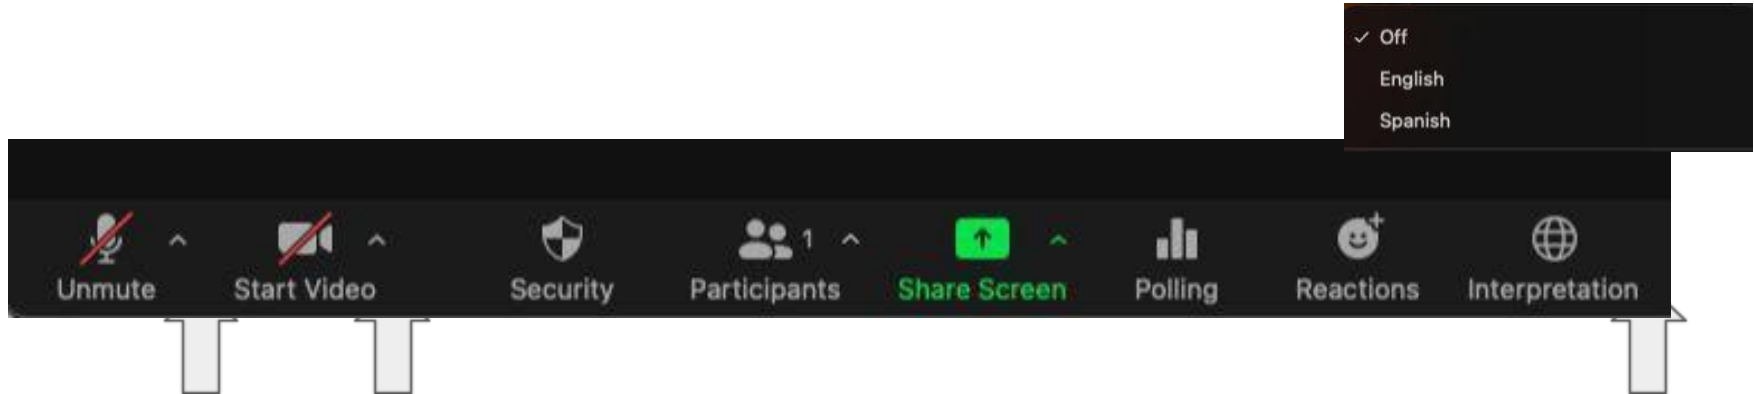 Off
English
Spanish
1
Unmute
Start Video
Security
Participants
Share Screen
Polling
Reactions
Interpretation